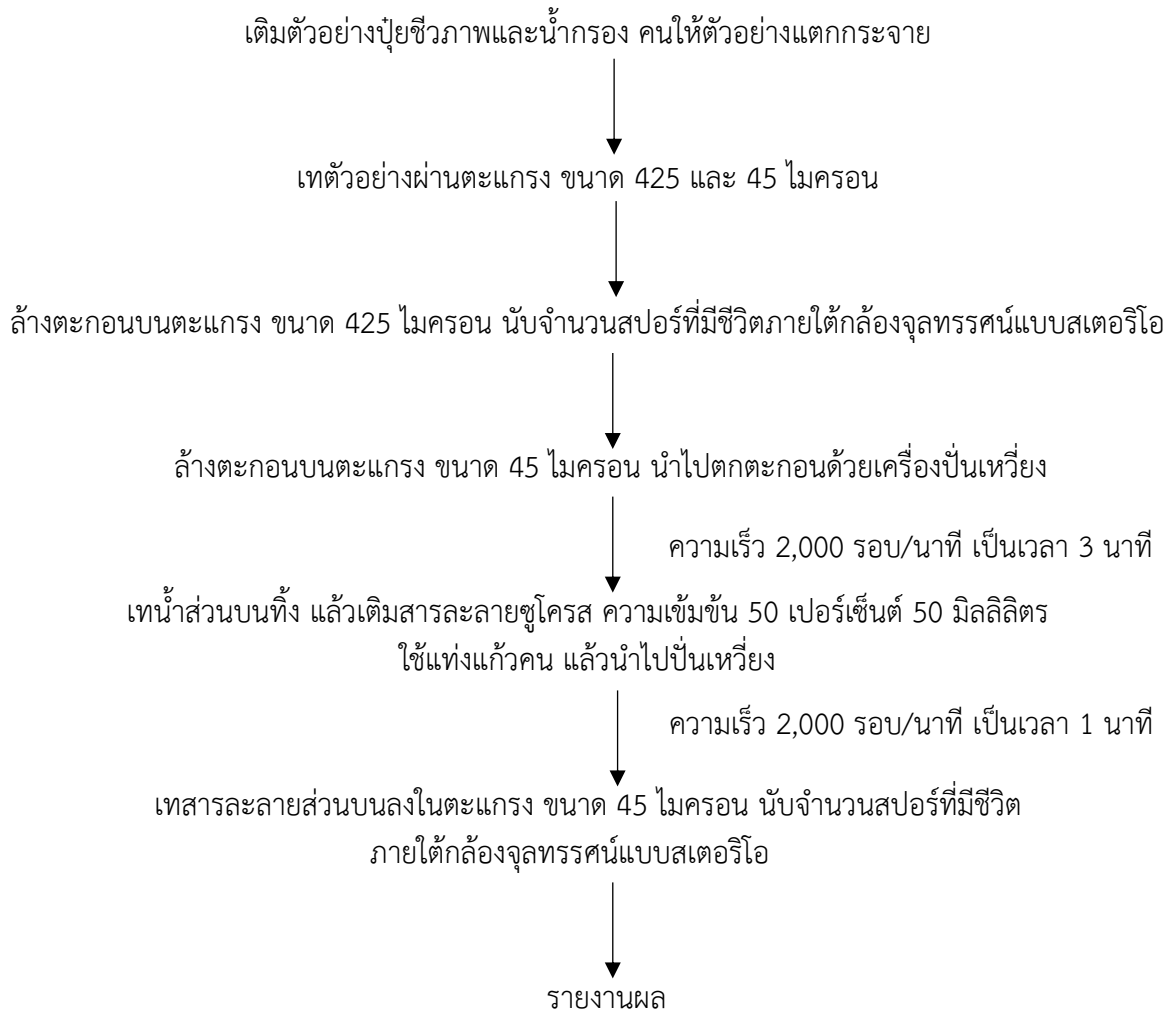 เติมตัวอย่างปุ๋ยชีวภาพและน้ำกรอง คนให้ตัวอย่างแตกกระจาย
เทตัวอย่างผ่านตะแกรง ขนาด 425 และ 45 ไมครอน
ล้างตะกอนบนตะแกรง ขนาด 425 ไมครอน นับจำนวนสปอร์ที่มีชีวิตภายใต้กล้องจุลทรรศน์แบบสเตอริโอ
ล้างตะกอนบนตะแกรง ขนาด 45 ไมครอน นำไปตกตะกอนด้วยเครื่องปั่นเหวี่ยง
ความเร็ว 2,000 รอบ/นาที เป็นเวลา 3 นาที
เทน้ำส่วนบนทิ้ง แล้วเติมสารละลายซูโครส ความเข้มข้น 50 เปอร์เซ็นต์ 50 มิลลิลิตร
ใช้แท่งแก้วคน แล้วนำไปปั่นเหวี่ยง
ความเร็ว 2,000 รอบ/นาที เป็นเวลา 1 นาที
เทสารละลายส่วนบนลงในตะแกรง ขนาด 45 ไมครอน นับจำนวนสปอร์ที่มีชีวิต
ภายใต้กล้องจุลทรรศน์แบบสเตอริโอ
รายงานผล